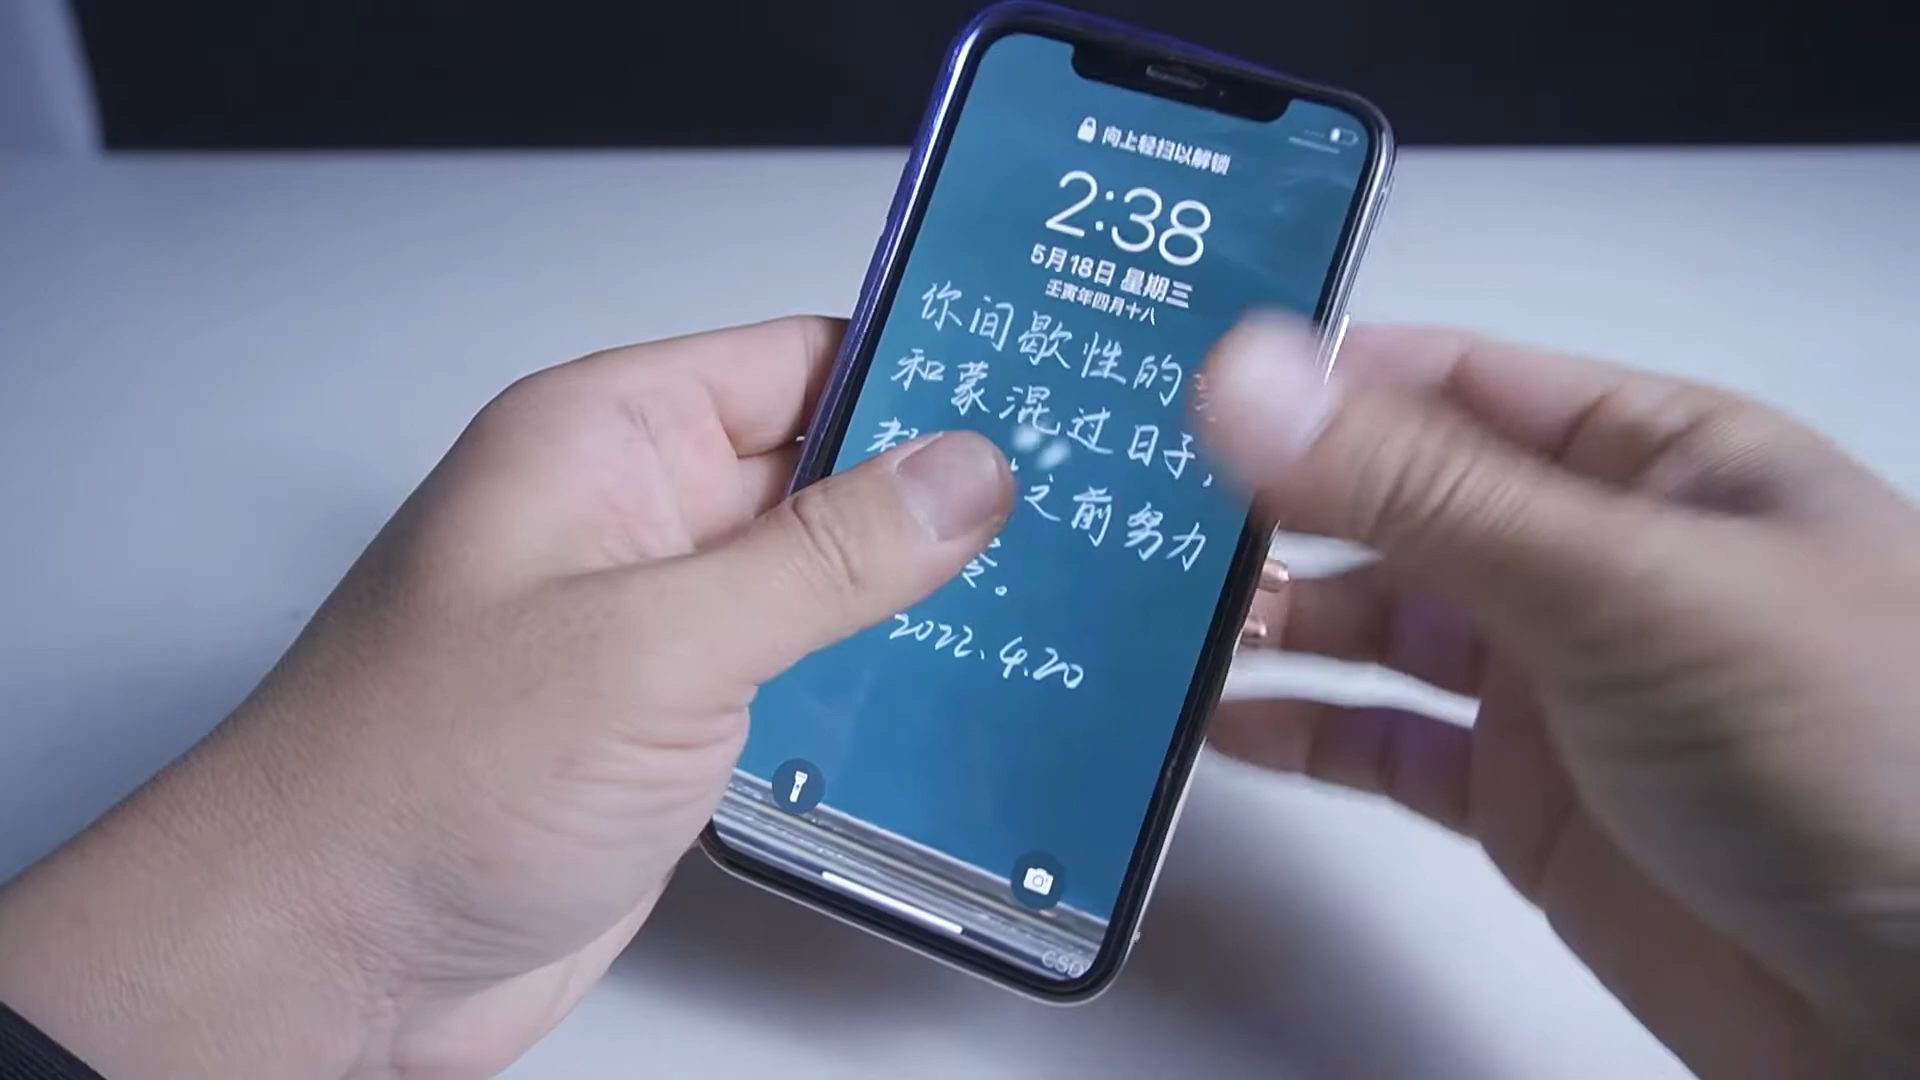 向上轻扫以解锁
2:38
5月18日 星期三
壬寅年四月十八
你间歇性的
和蒙混过日子,
之前努力
零。
2022.4.20
CSD